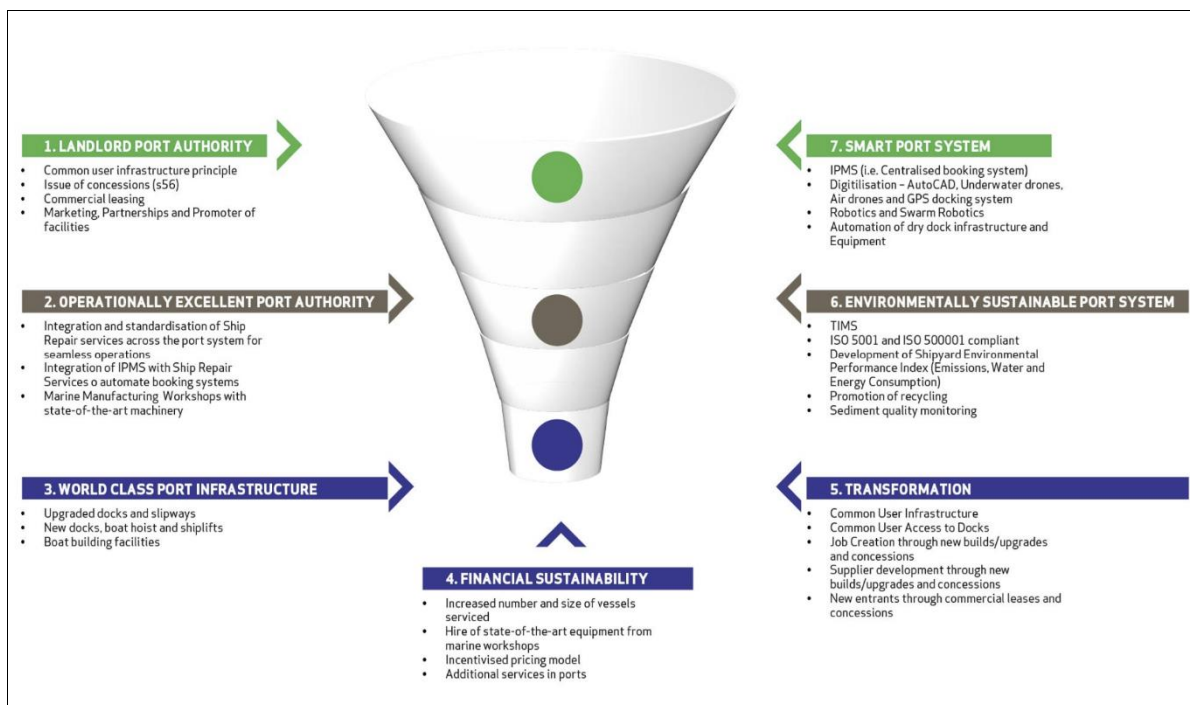 1. LANDLORD PORT AUTHORITY
• Common user infrastructure principle
• Issue of concessions (s56)
• Commercial leasing
• Marketing, Partnerships and Promoter of
facilities
2. OPERATIONALLY EXCELLENT PORT AUTHORITY
• Integration and standardisation of Ship
Repair services across the port system for
seamless operations
• Integration of IPMS with Ship Repair
Services o automate booking systems
• Marine Manufacturing Workshops with
state-of-the-art machinery
3. WORLD CLASS PORT INFRASTRUCTURE
• Upgraded docks and slipways
• New docks, boat hoist and shiplifts
• Boat building facilities
4. FINANCIAL SUSTAINABILITY
• Increased number and size of vessels
serviced
• Hire of state-of-the-art equipment from
marine workshops
• Incentivised pricing model
• Additional services in ports
7. SMART PORT SYSTEM
• IPMS (i.e. Centralised booking system)
• Digitilisation – AutoCAD, Underwater drones,
Air drones and GPS docking system
• Robotics and Swarm Robotics
• Automation of dry dock infrastructure and
Equipment
6. ENVIRONMENTALLY SUSTAINABLE PORT SYSTEM
• TIMS
• ISO 5001 and ISO 500001 compliant
• Development of Shipyard Environmental
Performance Index (Emissions, Water and
Energy Consumption)
• Promotion of recycling
• Sediment quality monitoring
5. TRANSFORMATION
• Common User Infrastructure
• Common User Access to Docks
• Job Creation through new builds/upgrades
and concessions
• Supplier development through new
builds/upgrades and concessions
• New entrants through commercial leases and
concessions